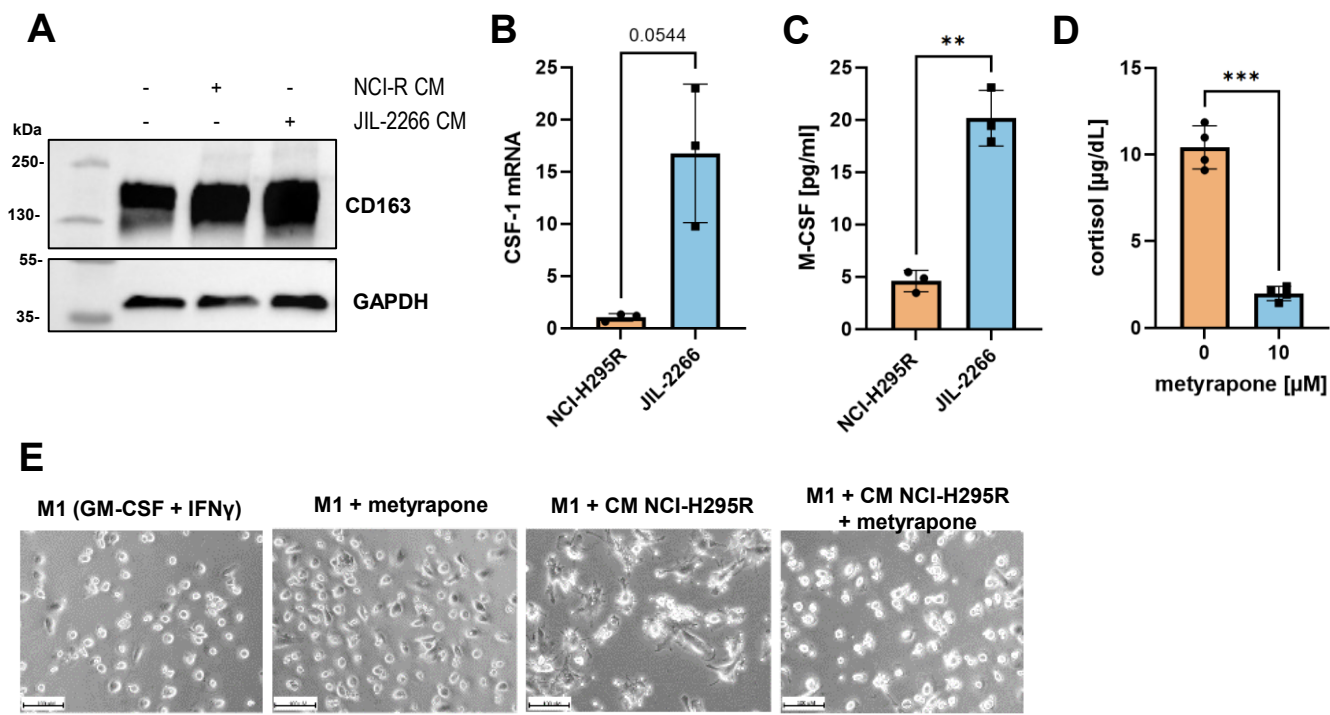 A
- + - NCI-R CM
- - + JIL-2266 CM
kDa
250-
130-
CD163
55-
35-
GAPDH
B
0.0544
25
20
15
10
5
0
CSF-1 mRNA
NCI-H295R
JIL-2266
C
**
25
20
15
10
5
0
M-CSF [pg/ml]
NCI-H295R
JIL-2266
D
***
15
10
5
0
cortisol [µg/dL]
0 10
metyrapone [µM]
E
M1 (GM-CSF + IFNγ)
M1 + metyrapone
M1 + CM NCI-H295R
M1 + CM NCI-H295R
+ metyrapone